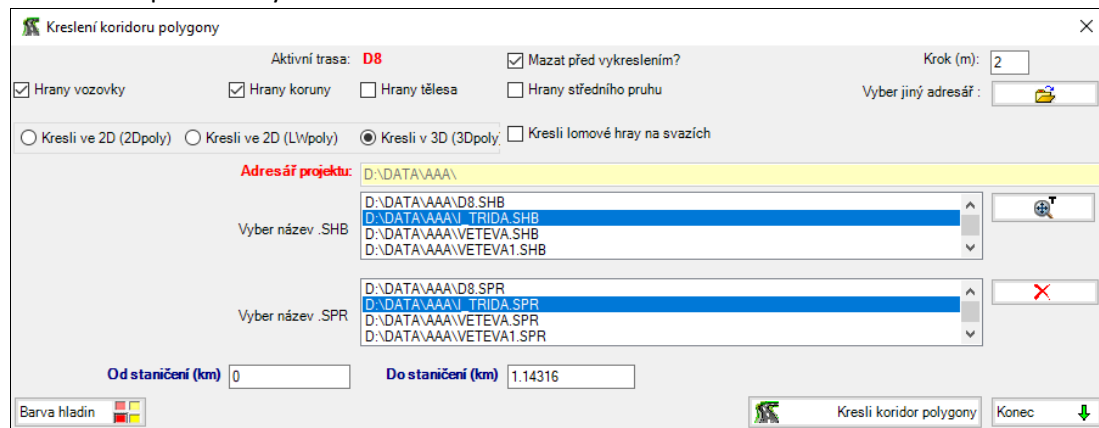 Kreslení koridoru polygony
Aktivní trasa: D8 Mazat před vykreslením? Krok (m): 2
Hrany vozovky Hrany koruny Hrany tělesa Hrany středního pruhu Vyber jiný adresář :
Kresli ve 2D (2Dpoly) Kresli ve 2D (LWpoly) Kresli v 3D (3Dpoly) Kresli lomové hray na svazích
Adresář projektu: D:\DATA\AAA\
Vyber název .SHB
D:\DATA\AAA\D8.SHB
D:\DATA\AAA\I_TRIDA.SHB
D:\DATA\AAA\VETEVA.SHB
D:\DATA\AAA\VETEVA1.SHB
Vyber název .SPR
D:\DATA\AAA\D8.SPR
D:\DATA\AAA\I_TRIDA.SPR
D:\DATA\AAA\VETEVA.SPR
D:\DATA\AAA\VETEVA1.SPR
Od staničení (km) 0 Do staničení (km) 1.14316
Barva hladin Kresli koridor polygony Konec